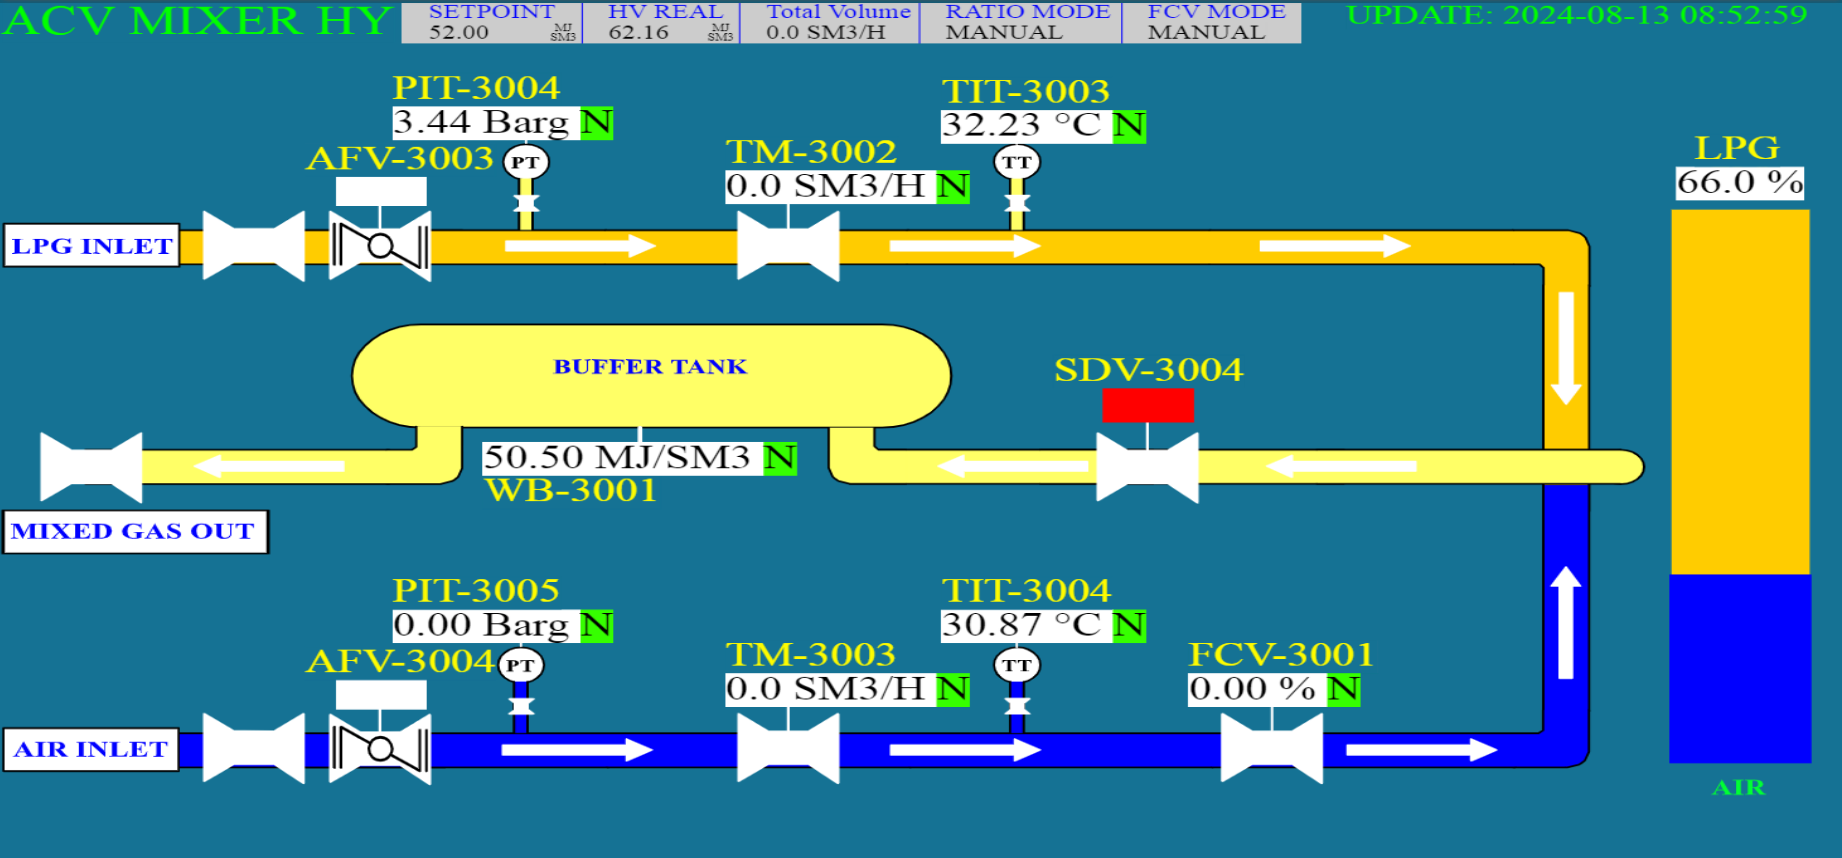 ACV MIXER HY
SETPOINT
52.00 MJ SM3
HV REAL
62.16 MJ SM3
Total Volume
0.0 SM3/H
RATIO MODE
MANUAL
FCV MODE
MANUAL
UPDATE: 2024-08-13 08:52:59
PIT-3004
3.44 Barg N
AFV-3003
PT
TM-3002
0.0 SM3/H N
TIT-3003
32.23 °C N
TT
LPG
66.0 %
LPG INLET
BUFFER TANK
SDV-3004
50.50 MJ/SM3 N
WB-3001
MIXED GAS OUT
PIT-3005
0.00 Barg N
AFV-3004
PT
TM-3003
0.0 SM3/H N
TIT-3004
30.87 °C N
TT
FCV-3001
0.00 % N
AIR INLET
AIR